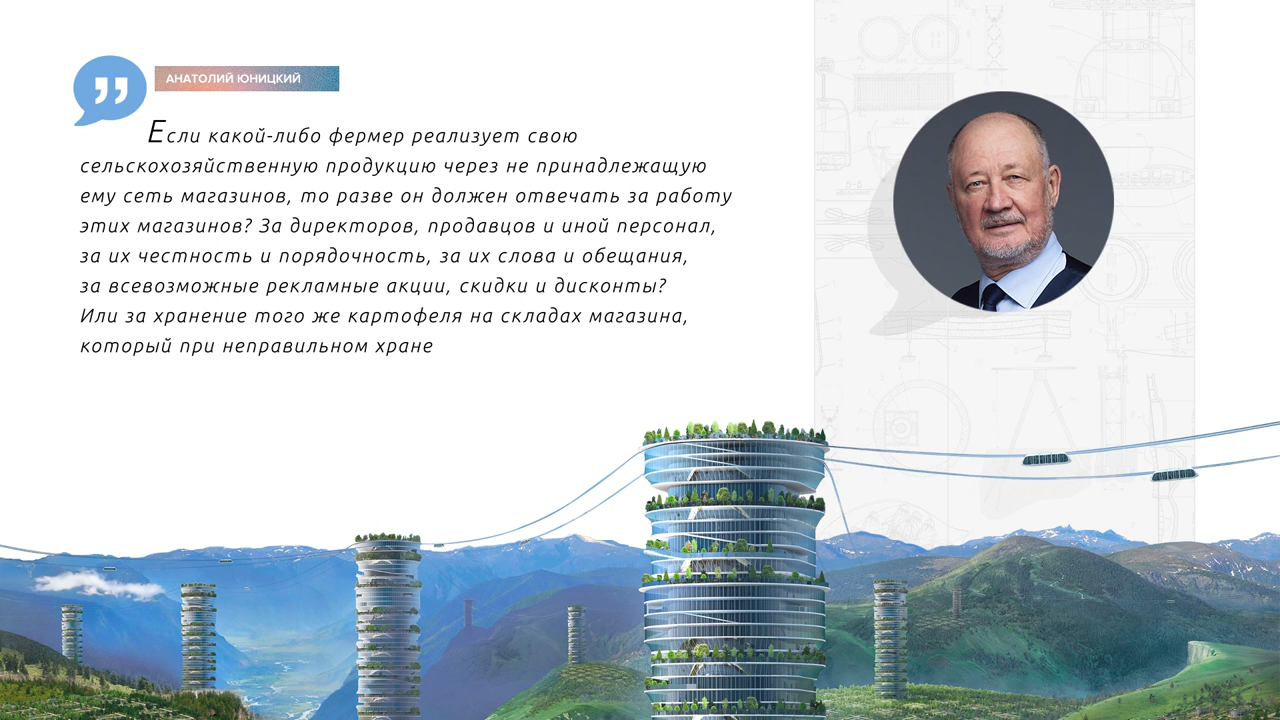 АНАТОЛИЙ ЮНИЦКИЙ
Если какой-либо фермер реализует свою
сельскохозяйственную продукцию через не принадлежащую
ему сеть магазинов, то разве он должен отвечать за работу
этих магазинов? За директоров, продавцов и иной персонал,
за их честность и порядочность, за их слова и обещания,
за всевозможные рекламные акции, скидки и дисконты?
Или за хранение того же картофеля на складах магазина,
который при неправильном хране